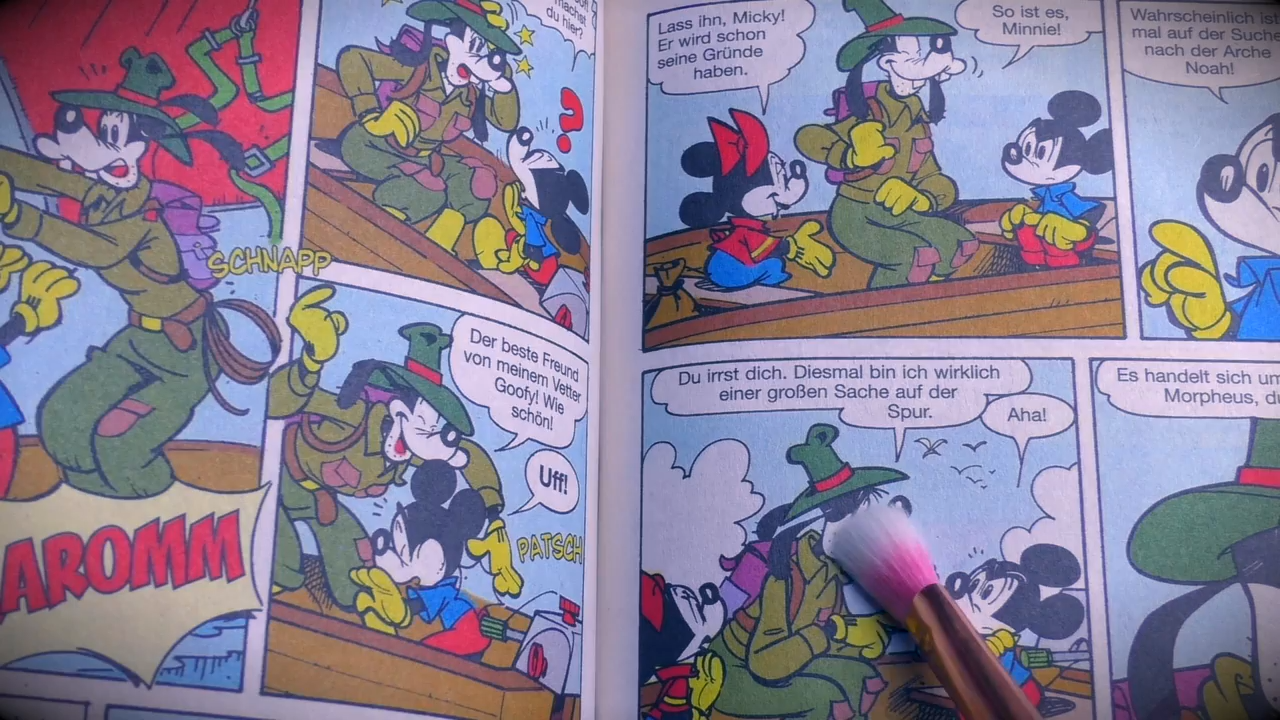 SCHNAPP
AROMM
machst
du hier?
Der beste Freund
von meinem Vetter
Goofy! Wie
schön!
Uff!
PATSCH
Lass ihn, Micky!
Er wird schon
seine Gründe
haben.
So ist es,
Minnie!
Wahrscheinlich ist
mal auf der Suche
nach der Arche
Noah!
Du irrst dich. Diesmal bin ich wirklich
einer großen Sache auf der
Spur.
Aha!
Es handelt sich um
Morpheus,